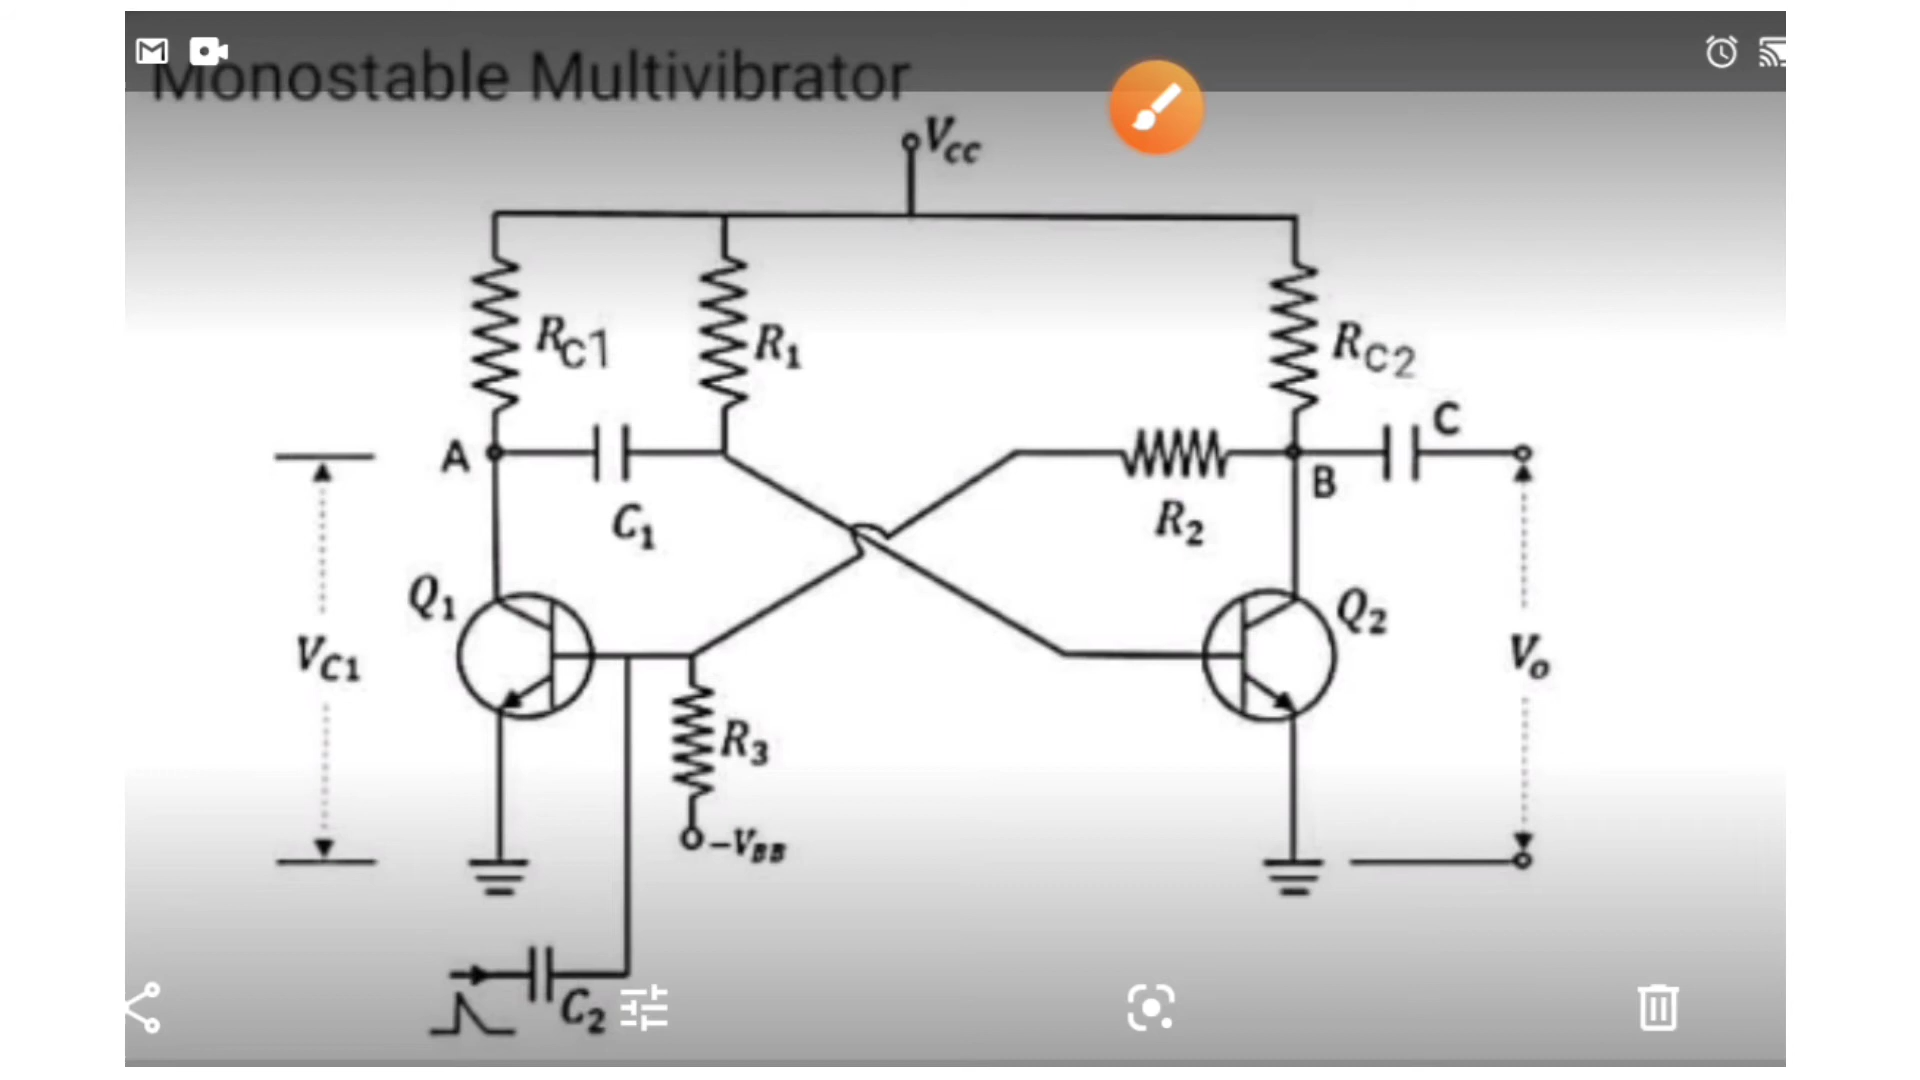 Monostable Multivibrator
VCC
RC1
R1
RC2
A
C1
R2
B
C
Q1
Q2
VC1
Vo
R3
−VBB
C2